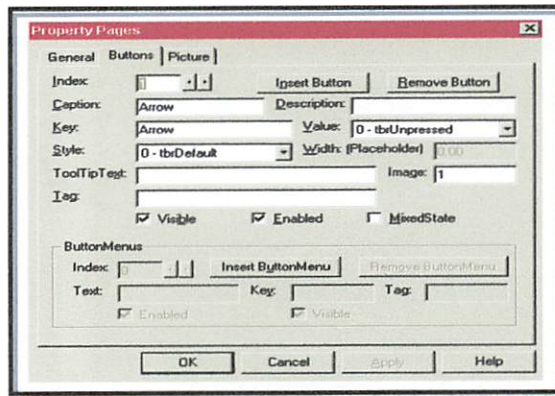 Property Pages
General Buttons Picture
Index: Insert Button Remove Button
Caption: Arrow Description:
Key: Arrow Value: 0 - tbrUnpressed
Style: 0 - tbrDefault Width: (Placeholder) 0.00
ToolTipText: Image: 1
Tag:
Visible Enabled MixedState
ButtonMenus
Index: 0 Insert ButtonMenu Remove ButtonMenu
Text: Key: Tag:
Enabled Visible
OK Cancel Apply Help